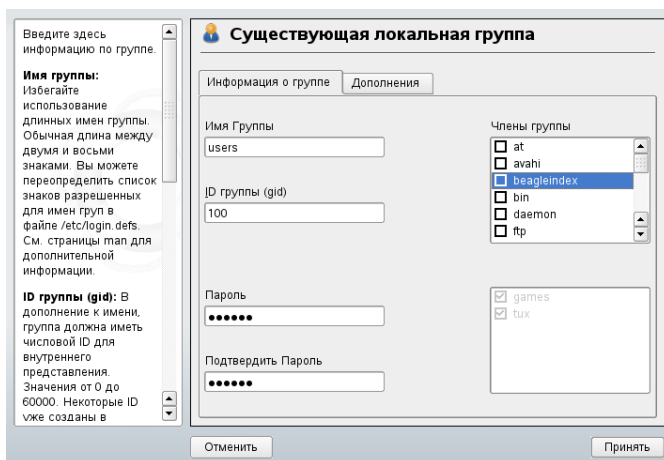 Введите здесь
информацию по группе.
Имя группы:
Избегайте
использование
длинных имен группы.
Обычная длина между
двумя и восьми
знаками. Вы можете
переопределить список
знаков разрешенных
для имен груп в
файле /etc/login.defs.
См. страницы man для
дополнительной
информации.
ID группы (gid): В
дополнение к имени,
группа должна иметь
числовой ID для
внутреннего
представления.
Значения от 0 до
60000. Некоторые ID
уже созданы в
Существующая локальная группа
Информация о группе
Дополнения
Имя Группы
users
ID группы (gid)
100
Члены группы
at
avahi
beagleindex
bin
daemon
ftp
Пароль
Подтвердить Пароль
games
tux
Отменить
Принять